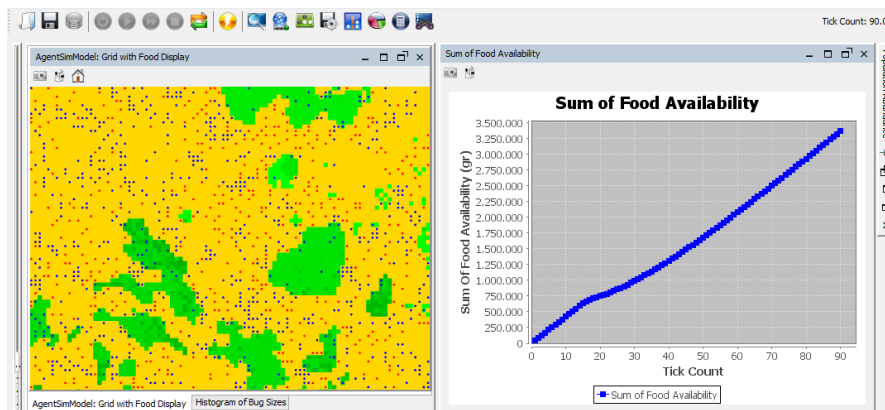 Tick Count: 90.0
AgentSimModel: Grid with Food Display
Sum of Food Availability
Sum of Food Availability
3.500.000
3.250.000
3.000.000
2.750.000
2.500.000
2.250.000
2.000.000
1.750.000
1.500.000
1.250.000
1.000.000
750.000
500.000
250.000
0
Sum Of Food Availability (gr)
0 10 20 30 40 50 60 70 80 90
Tick Count
Sum of Food Availability
AgentSimModel: Grid with Food Display
Histogram of Bug Sizes